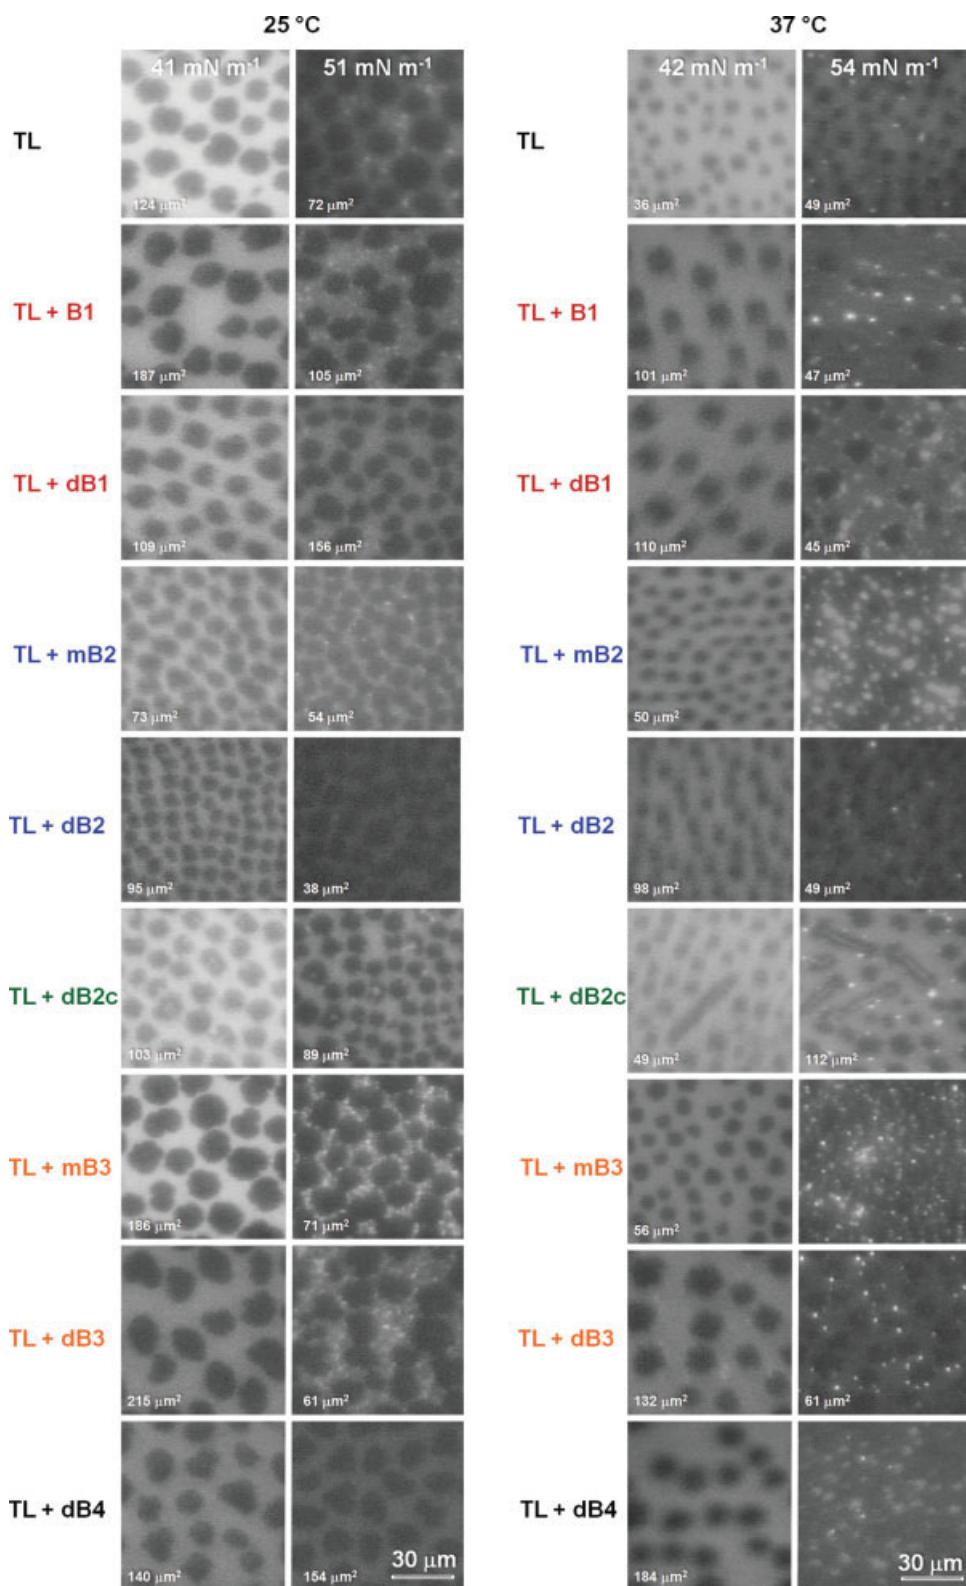 25 °C 37 °C
41 mN m⁻¹ 51 mN m⁻¹ 42 mN m⁻¹ 54 mN m⁻¹
TL 124 µm² 72 µm² TL 36 µm² 49 µm²
TL + B1 187 µm² 105 µm² TL + B1 101 µm² 47 µm²
TL + dB1 109 µm² 156 µm² TL + dB1 110 µm² 45 µm²
TL + mB2 73 µm² 54 µm² TL + mB2 50 µm²
TL + dB2 95 µm² 38 µm² TL + dB2 98 µm² 49 µm²
TL + dB2c 103 µm² 89 µm² TL + dB2c 49 µm² 112 µm²
TL + mB3 186 µm² 71 µm² TL + mB3 56 µm²
TL + dB3 215 µm² 61 µm² TL + dB3 132 µm² 61 µm²
TL + dB4 140 µm² 154 µm² 30 µm TL + dB4 184 µm² 30 µm